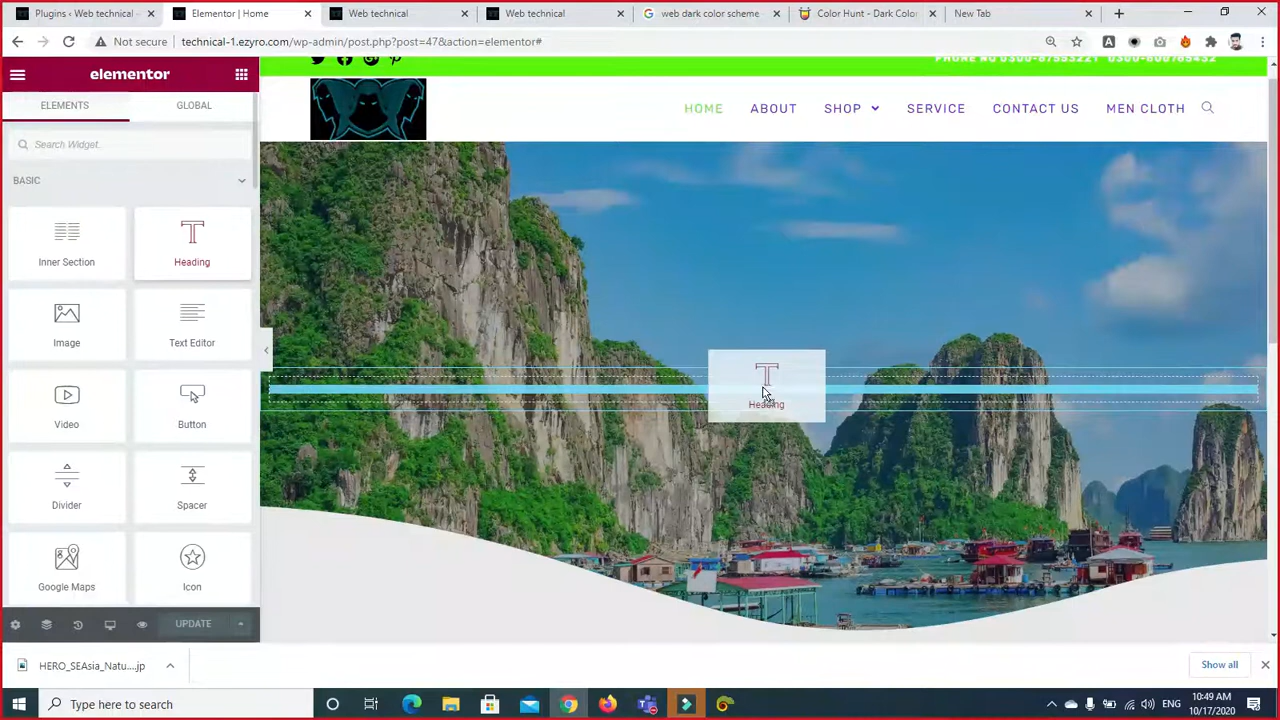 Plugins ‹ Web technical —
Elementor | Home
Web technical
Web technical
web dark color scheme
Color Hunt - Dark Color
New Tab
Not secure
technical-1.ezyro.com/wp-admin/post.php?post=47&action=elementor#
elementor
ELEMENTS
GLOBAL
Search Widget.
BASIC
Inner Section
Heading
Image
Text Editor
Video
Button
Divider
Spacer
Google Maps
Icon
UPDATE
HOME
ABOUT
SHOP
SERVICE
CONTACT US
MEN CLOTH
Heading
HERO_SEAsia_Natu....jp
Show all
Type here to search
ENG
10:49 AM
10/17/2020